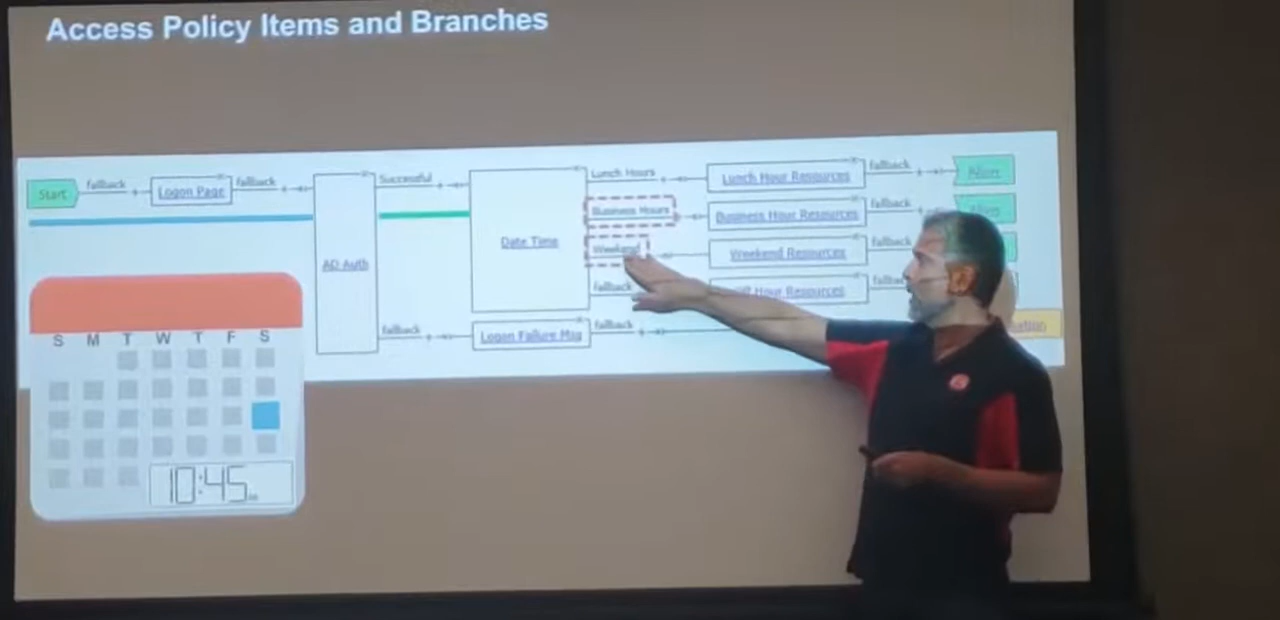 Access Policy Items and Branches
Start
fallback
Logon Page
fallback
AD Auth
Successful
fallback
Date Time
Lunch Hours
Business Hours
Weekend
fallback
Logon Failure Msg
fallback
Lunch Hour Resources
fallback
Business Hour Resources
fallback
Weekend Resources
fallback
Hour Resources
S M T W T F S
10:45